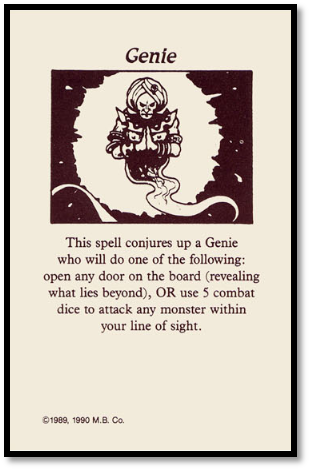 Genie
This spell conjures up a Genie
who will do one of the following:
open any door on the board (revealing
what lies beyond), OR use 5 combat
dice to attack any monster within
your line of sight.
©1989, 1990 M.B. Co.